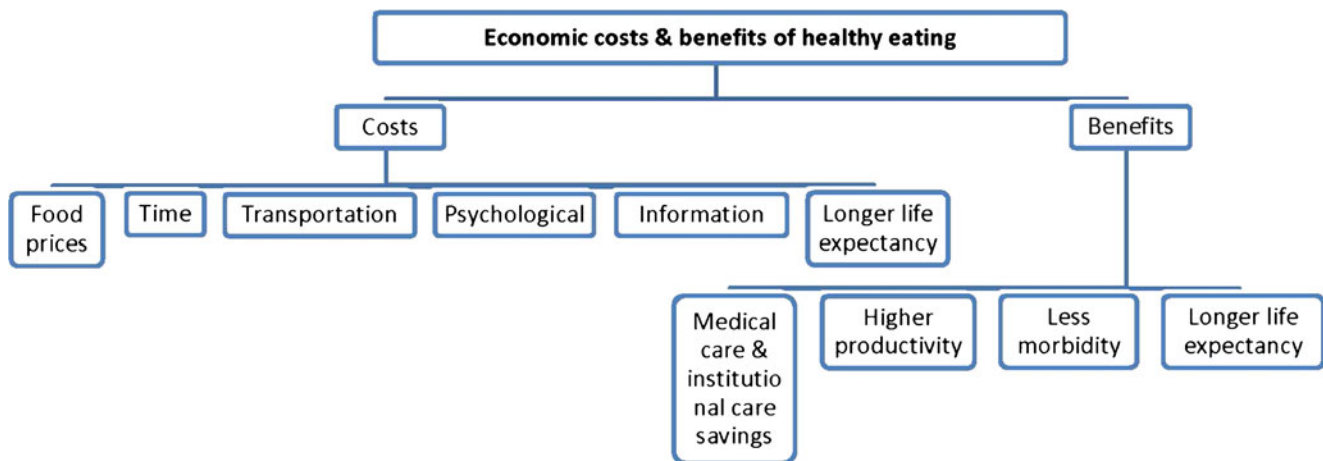 Economic costs & benefits of healthy eating
Costs
Benefits
Food
prices
Time
Transportation
Psychological
Information
Longer life
expectancy
Medical
care &
institutio
nal care
savings
Higher
productivity
Less
morbidity
Longer life
expectancy